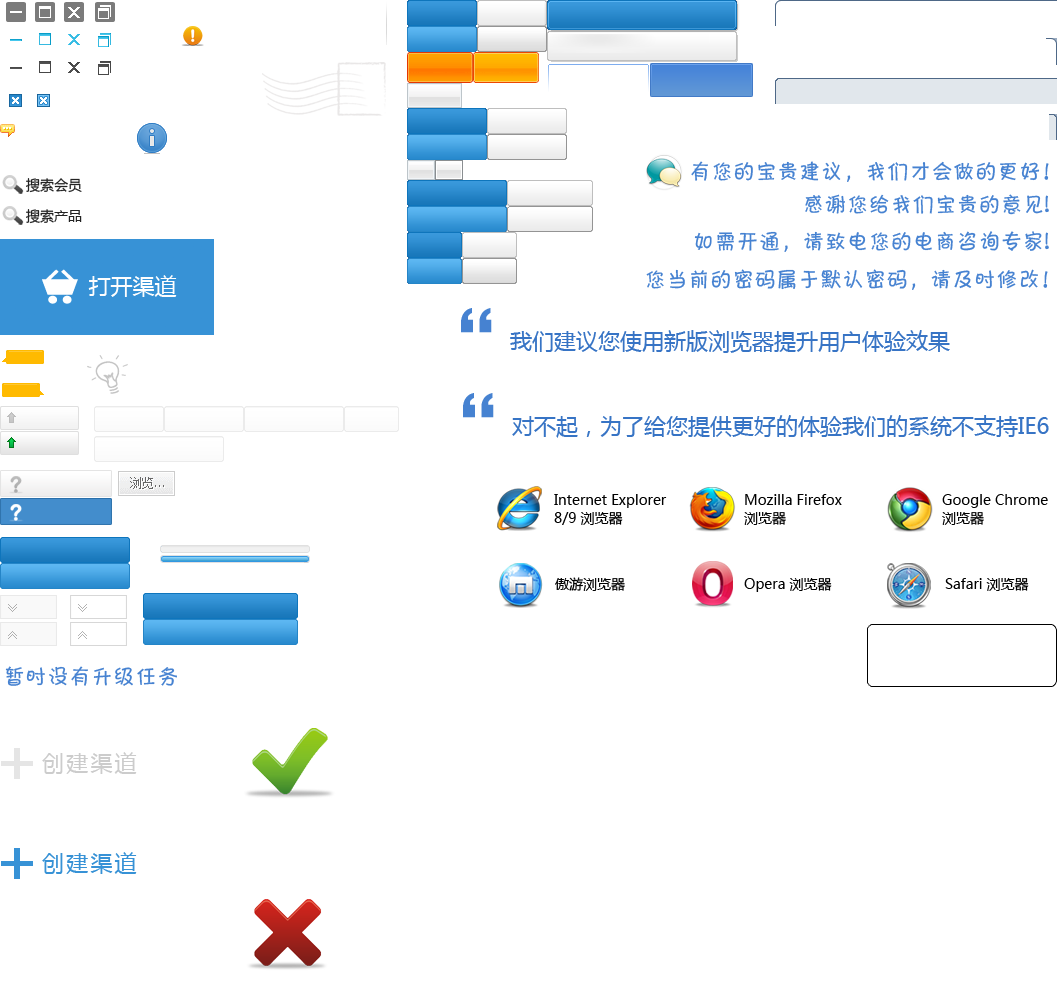 搜索会员
搜索产品
打开渠道
浏览...
暂时没有升级任务
创建渠道
创建渠道
有您的宝贵建议，我们才会做的更好！
感谢您给我们宝贵的意见!
如需开通，请致电您的电商咨询专家!
您当前的密码属于默认密码，请及时修改！
我们建议您使用新版浏览器提升用户体验效果
对不起，为了给您提供更好的体验我们的系统不支持IE6
Internet Explorer
8/9 浏览器
Mozilla Firefox
浏览器
Google Chrome
浏览器
傲游浏览器
Opera 浏览器
Safari 浏览器